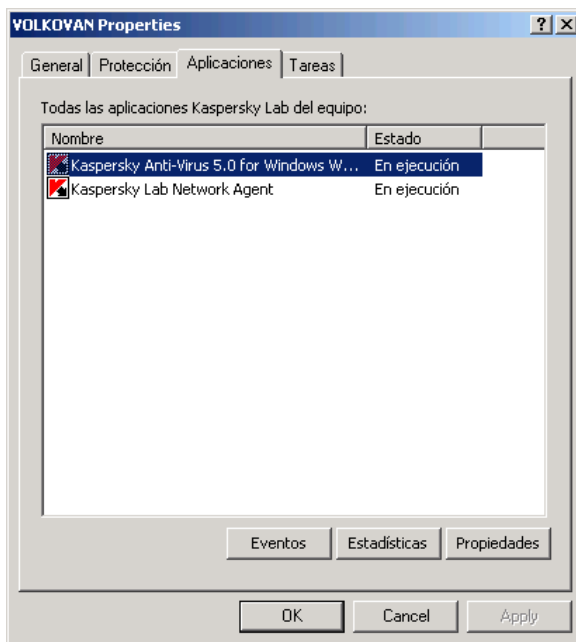 VOLKOVAN Properties
General Protección Aplicaciones Tareas
Todas las aplicaciones Kaspersky Lab del equipo:
Nombre Estado
Kaspersky Anti-Virus 5.0 for Windows W... En ejecución
Kaspersky Lab Network Agent En ejecución
Eventos Estadísticas Propiedades
OK Cancel Apply